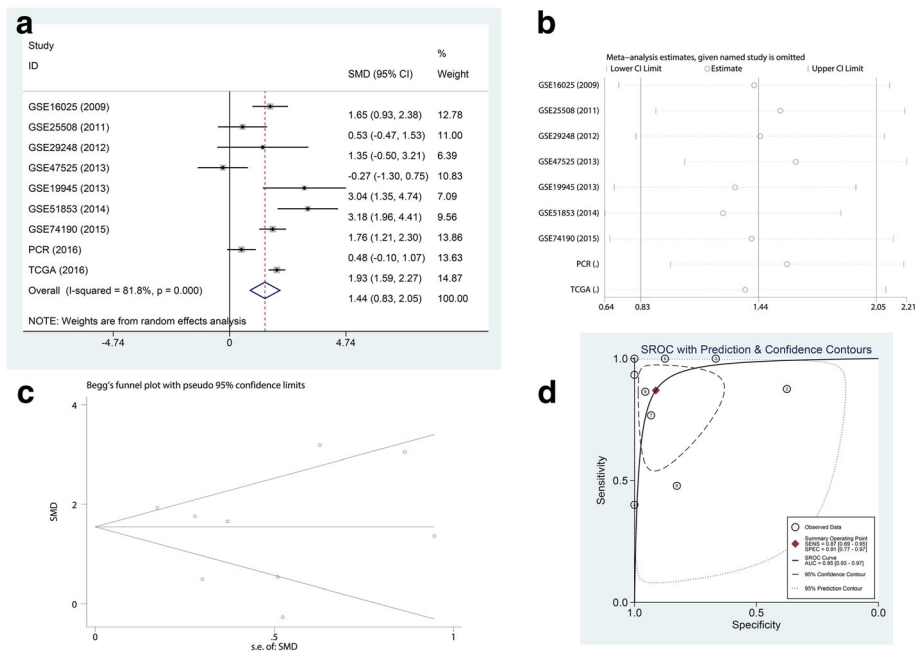 a
Study
ID
SMD (95% CI)
%
Weight
GSE16025 (2009)
1.65 (0.93, 2.38) 12.78
GSE25508 (2011)
0.53 (-0.47, 1.53) 11.00
GSE29248 (2012)
1.35 (-0.50, 3.21) 6.39
GSE47525 (2013)
-0.27 (-1.30, 0.75) 10.83
GSE19945 (2013)
3.04 (1.35, 4.74) 7.09
GSE51853 (2014)
3.18 (1.96, 4.41) 9.56
GSE74190 (2015)
1.76 (1.21, 2.30) 13.86
PCR (2016)
0.48 (-0.10, 1.07) 13.63
TCGA (2016)
1.93 (1.59, 2.27) 14.87
Overall (I-squared = 81.8%, p = 0.000)
1.44 (0.83, 2.05) 100.00
NOTE: Weights are from random effects analysis
-4.74 0 4.74
b
Meta−analysis estimates, given named study is omitted
Lower CI Limit Estimate Upper CI Limit
GSE16025 (2009)
GSE25508 (2011)
GSE29248 (2012)
GSE47525 (2013)
GSE19945 (2013)
GSE51853 (2014)
GSE74190 (2015)
PCR (.)
TCGA (.)
0.64 0.83 1.44 2.05 2.21
c
Begg's funnel plot with pseudo 95% confidence limits
SMD
4
2
0
0 .5 1
s.e. of: SMD
d
SROC with Prediction & Confidence Contours
Sensitivity
1.0
0.5
0.0
1.0 0.5 0.0
Specificity
Observed Data
Summary Operating Point
SENS = 0.87 [0.69 - 0.95]
SPEC = 0.91 [0.77 - 0.97]
SROC Curve
AUC = 0.95 [0.93 - 0.97]
95% Confidence Contour
95% Prediction Contour